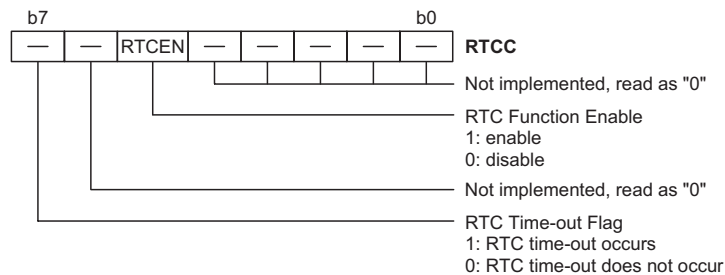 b7 b0
— — RTCEN — — — — — RTCC
Not implemented, read as "0"
RTC Function Enable
1: enable
0: disable
Not implemented, read as "0"
RTC Time-out Flag
1: RTC time-out occurs
0: RTC time-out does not occur